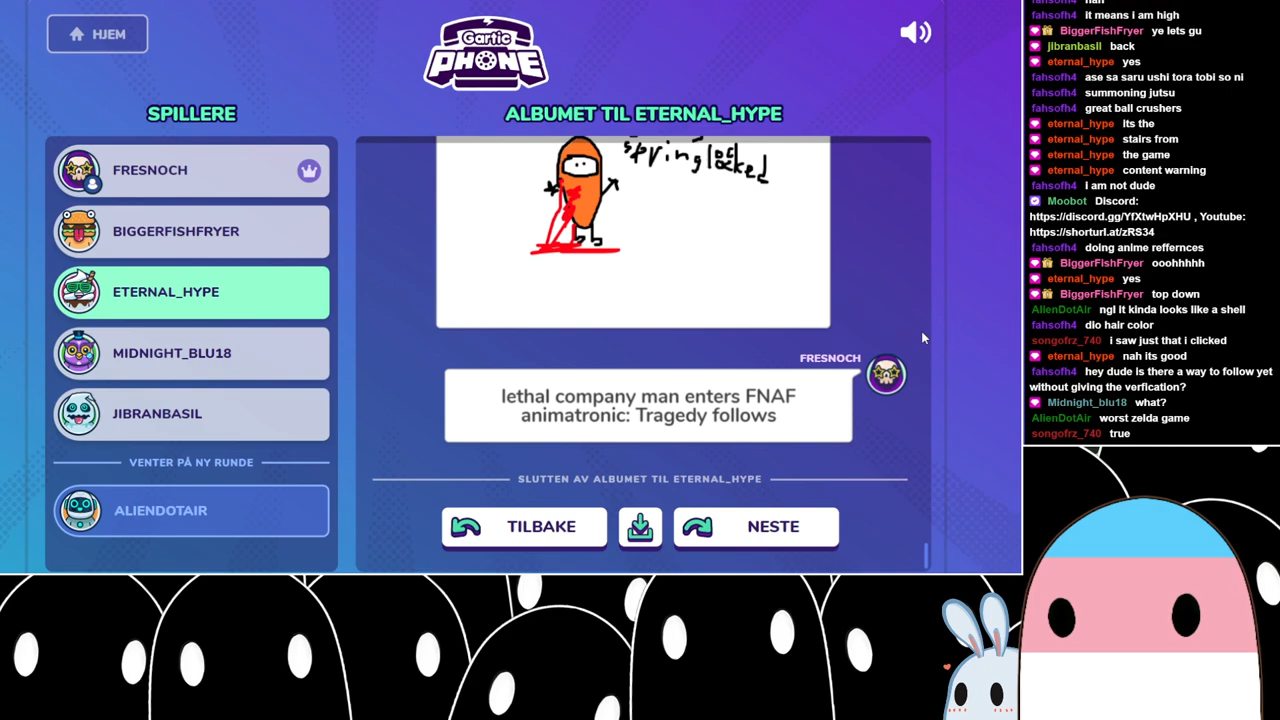 HJEM
Gartic
PHONE
SPILLERE
FRESNOCH
BIGGERFISHFRYER
ETERNAL_HYPE
MIDNIGHT_BLU18
JIBRANBASIL
VENTER PÅ NY RUNDE
ALIENDOTAIR
ALBUMET TIL ETERNAL_HYPE
springlocked
FRESNOCH
lethal company man enters FNAF
animatronic: Tragedy follows
SLUTTEN AV ALBUMET TIL ETERNAL_HYPE
TILBAKE
NESTE
fahsofh4 nah
fahsofh4 it means i am high
BiggerFishFryer ye lets gu
jibranbasil back
eternal_hype yes
fahsofh4 ase sa saru ushi tora tobi so ni
fahsofh4 summoning jutsu
fahsofh4 great ball crushers
eternal_hype its the
eternal_hype stairs from
eternal_hype the game
eternal_hype content warning
fahsofh4 i am not dude
Moobot Discord:
https://discord.gg/YfXtwHpXHU , Youtube:
https://shorturl.at/zRS34
fahsofh4 doing anime reffernces
BiggerFishFryer ooohhhhh
eternal_hype yes
BiggerFishFryer top down
AlienDotAir ngl it kinda looks like a shell
fahsofh4 dio hair color
songofrz_740 i saw just that i clicked
eternal_hype nah its good
fahsofh4 hey dude is there a way to follow yet
without giving the verfication?
Midnight_blu18 what?
AlienDotAir worst zelda game
songofrz_740 true